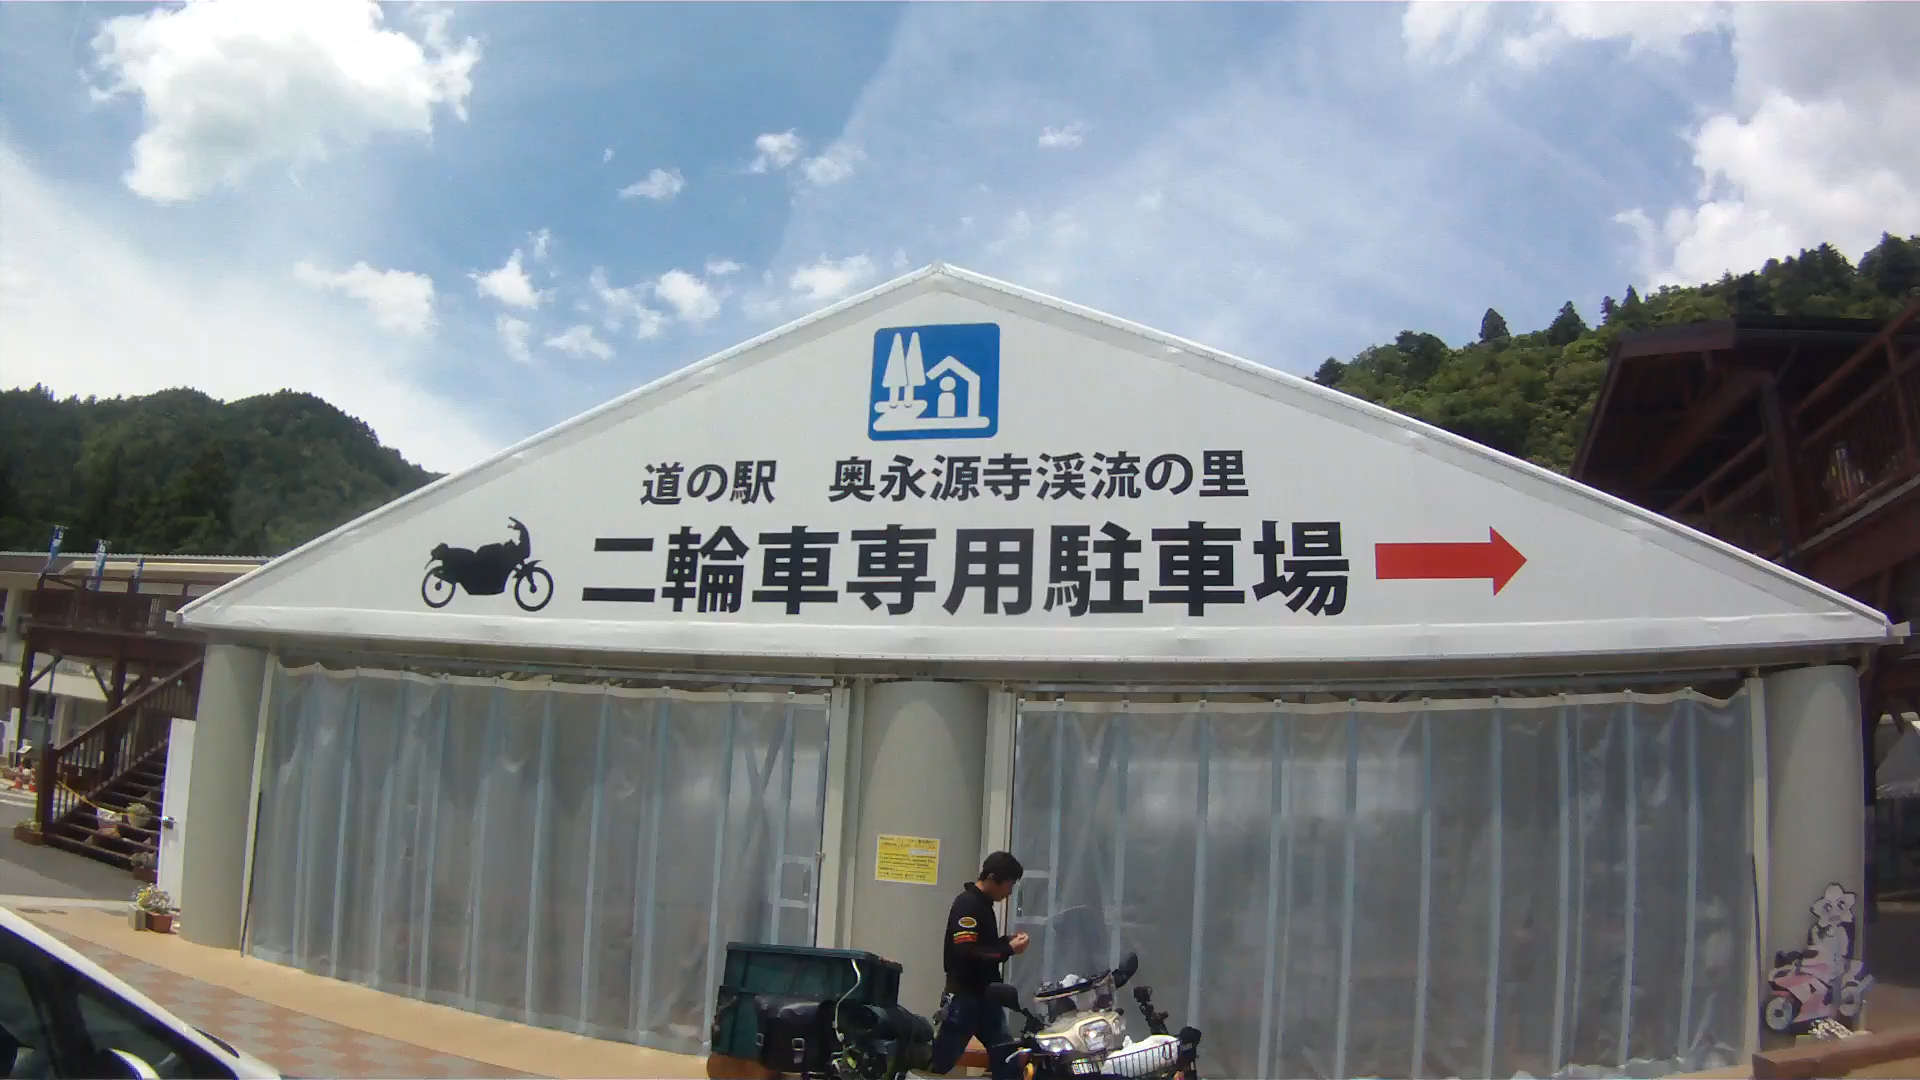 道の駅　奥永源寺渓流の里
二輪車専用駐車場